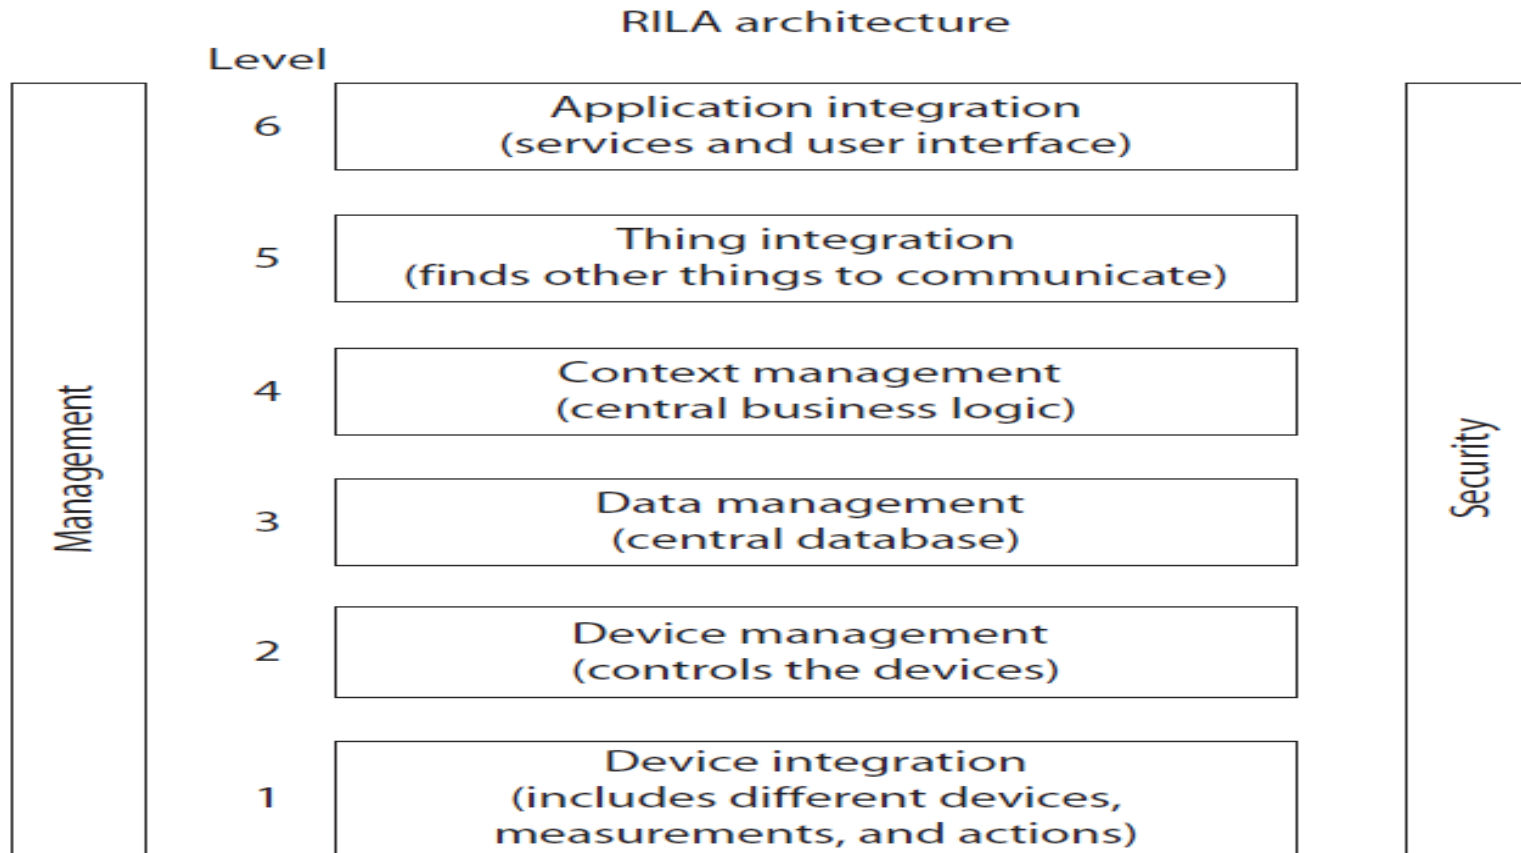 RILA architecture
Level
6
Application integration
(services and user interface)
5
Thing integration
(finds other things to communicate)
4
Context management
(central business logic)
3
Data management
(central database)
2
Device management
(controls the devices)
1
Device integration
(includes different devices,
measurements, and actions)
Management
Security